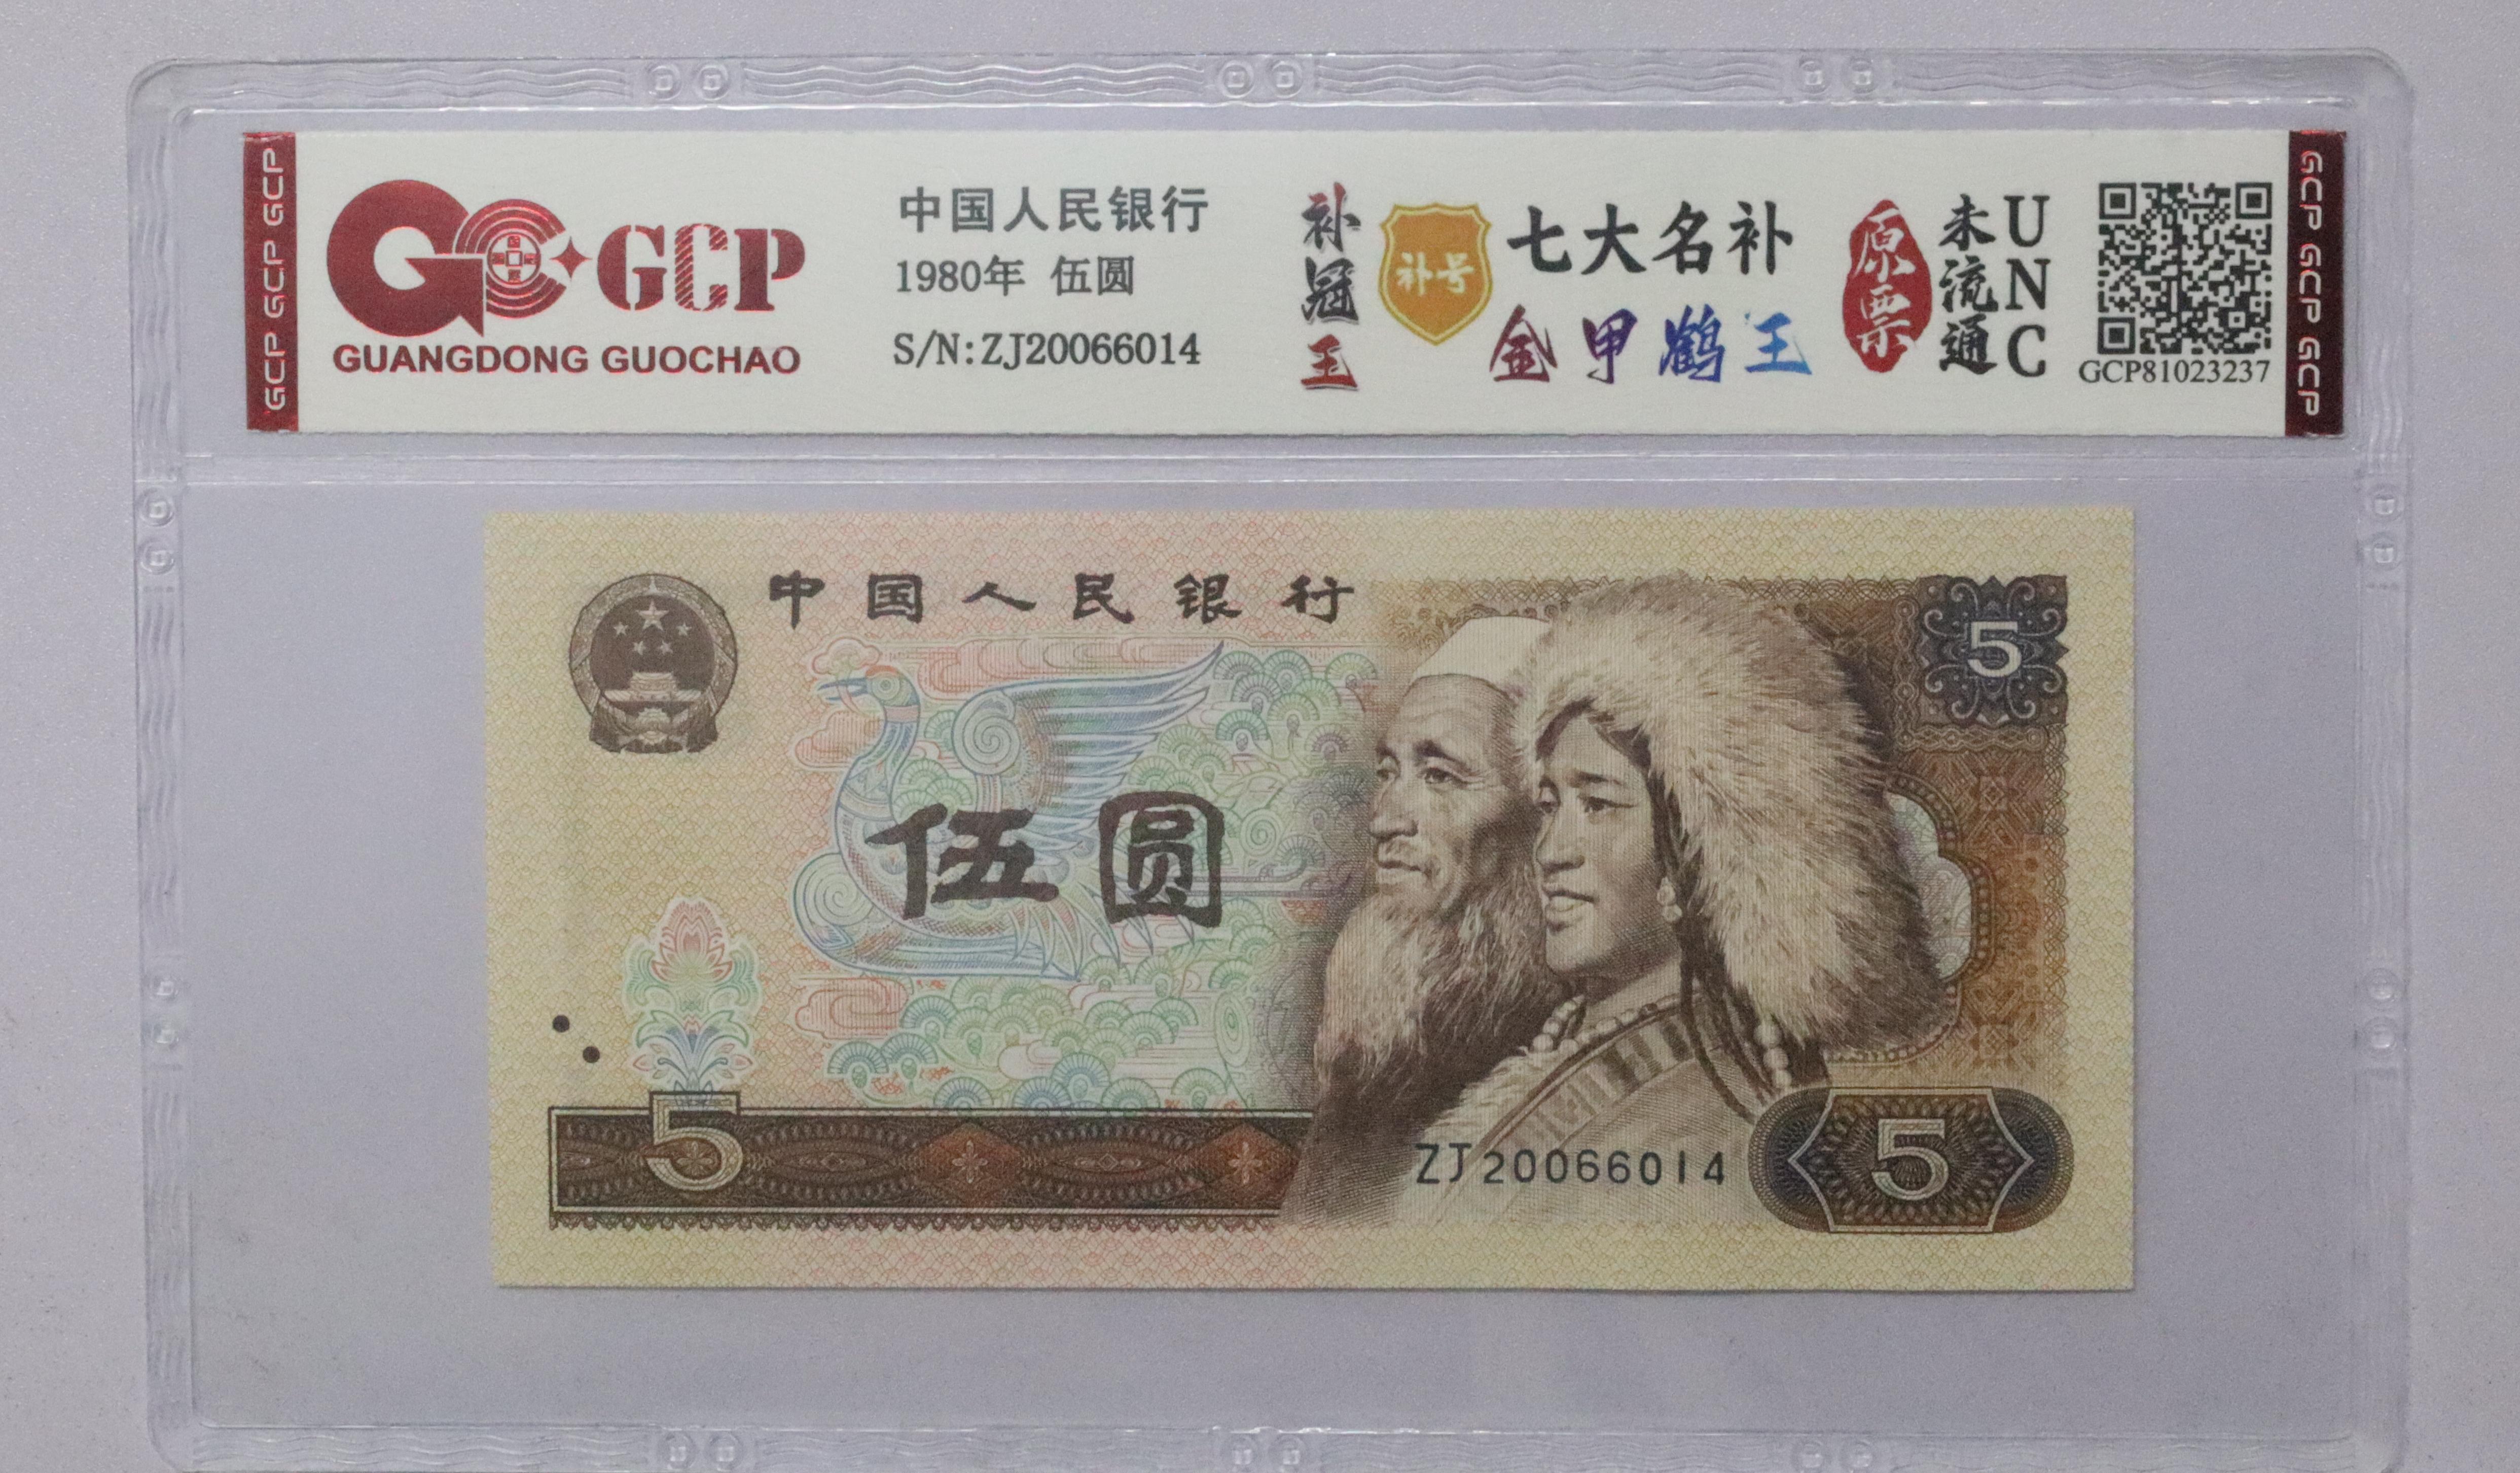 GCP GCP GCP
GCP
GUANGDONG GUOCHAO
中国人民银行
1980年 伍圆
S/N:ZJ20066014
补冠王
补号
七大名补
金甲鹤王
原票
未流通
UNC
GCP81023237
GCP GCP GCP
中国人民银行
5
伍圆
5
ZJ20066014
5